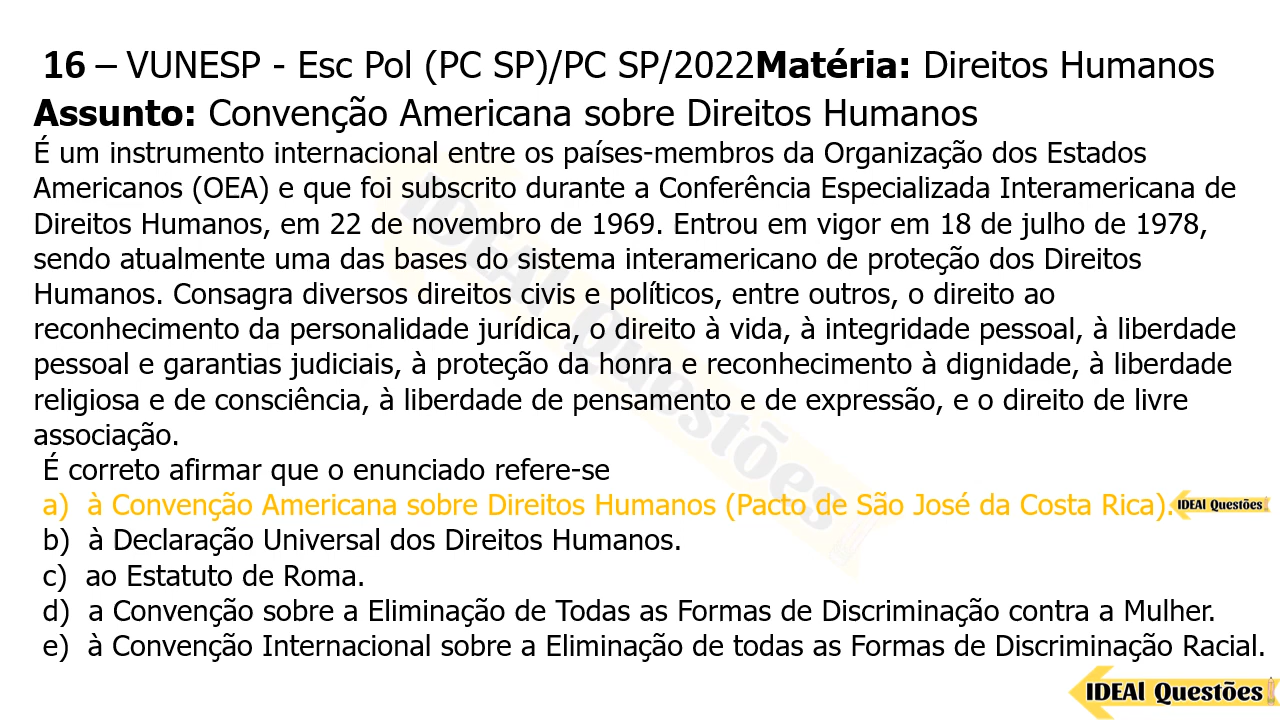 16 – VUNESP - Esc Pol (PC SP)/PC SP/2022Matéria: Direitos Humanos
Assunto: Convenção Americana sobre Direitos Humanos
É um instrumento internacional entre os países-membros da Organização dos Estados
Americanos (OEA) e que foi subscrito durante a Conferência Especializada Interamericana de
Direitos Humanos, em 22 de novembro de 1969. Entrou em vigor em 18 de julho de 1978,
sendo atualmente uma das bases do sistema interamericano de proteção dos Direitos
Humanos. Consagra diversos direitos civis e políticos, entre outros, o direito ao
reconhecimento da personalidade jurídica, o direito à vida, à integridade pessoal, à liberdade
pessoal e garantias judiciais, à proteção da honra e reconhecimento à dignidade, à liberdade
religiosa e de consciência, à liberdade de pensamento e de expressão, e o direito de livre
associação.
É correto afirmar que o enunciado refere-se
a) à Convenção Americana sobre Direitos Humanos (Pacto de São José da Costa Rica). IDEAl Questões
b) à Declaração Universal dos Direitos Humanos.
c) ao Estatuto de Roma.
d) a Convenção sobre a Eliminação de Todas as Formas de Discriminação contra a Mulher.
e) à Convenção Internacional sobre a Eliminação de todas as Formas de Discriminação Racial.
IDEAl Questões
IDEAl Questões